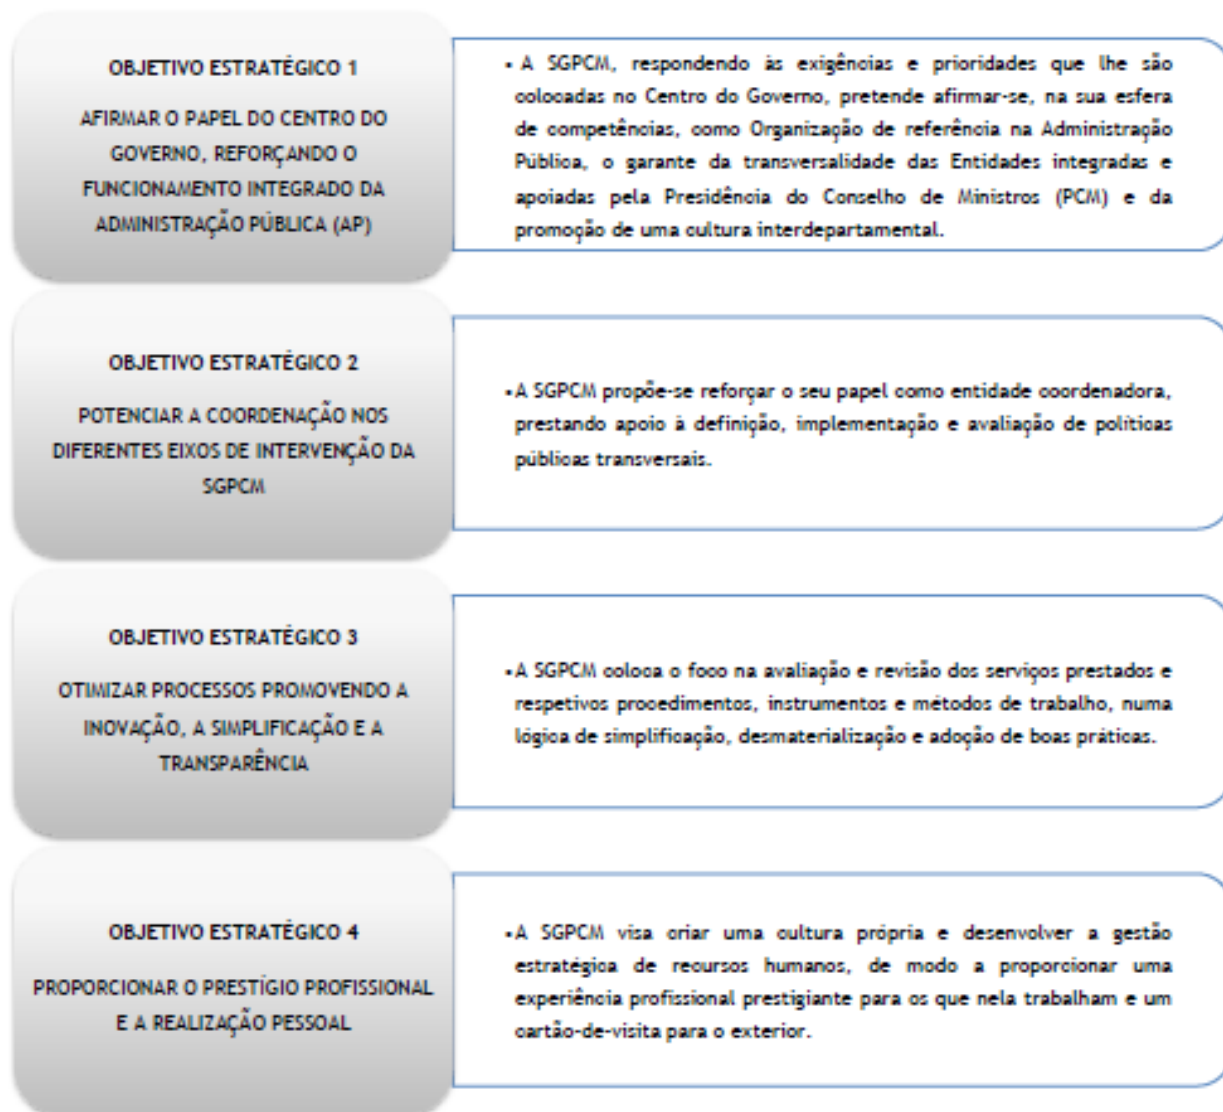 OBJETIVO ESTRATÉGICO 1
AFIRMAR O PAPEL DO CENTRO DO
GOVERNO, REFORÇANDO O
FUNCIONAMENTO INTEGRADO DA
ADMINISTRAÇÃO PÚBLICA (AP)
• A SGPCM, respondendo às exigências e prioridades que lhe são
colocadas no Centro do Governo, pretende afirmar-se, na sua esfera
de competências, como Organização de referência na Administração
Pública, o garante da transversalidade das Entidades integradas e
apoiadas pela Presidência do Conselho de Ministros (PCM) e da
promoção de uma cultura interdepartamental.
OBJETIVO ESTRATÉGICO 2
POTENCIAR A COORDENAÇÃO NOS
DIFERENTES EIXOS DE INTERVENÇÃO DA
SGPCM
• A SGPCM propõe-se reforçar o seu papel como entidade coordenadora,
prestando apoio à definição, implementação e avaliação de políticas
públicas transversais.
OBJETIVO ESTRATÉGICO 3
OTIMIZAR PROCESSOS PROMOVENDO A
INOVAÇÃO, A SIMPLIFICAÇÃO E A
TRANSPARÊNCIA
• A SGPCM coloca o foco na avaliação e revisão dos serviços prestados e
respetivos procedimentos, instrumentos e métodos de trabalho, numa
lógica de simplificação, desmaterialização e adoção de boas práticas.
OBJETIVO ESTRATÉGICO 4
PROPORCIONAR O PRESTÍGIO PROFISSIONAL
E A REALIZAÇÃO PESSOAL
• A SGPCM visa criar uma cultura própria e desenvolver a gestão
estratégica de recursos humanos, de modo a proporcionar uma
experiência profissional prestigiante para os que nela trabalham e um
cartão-de-visita para o exterior.